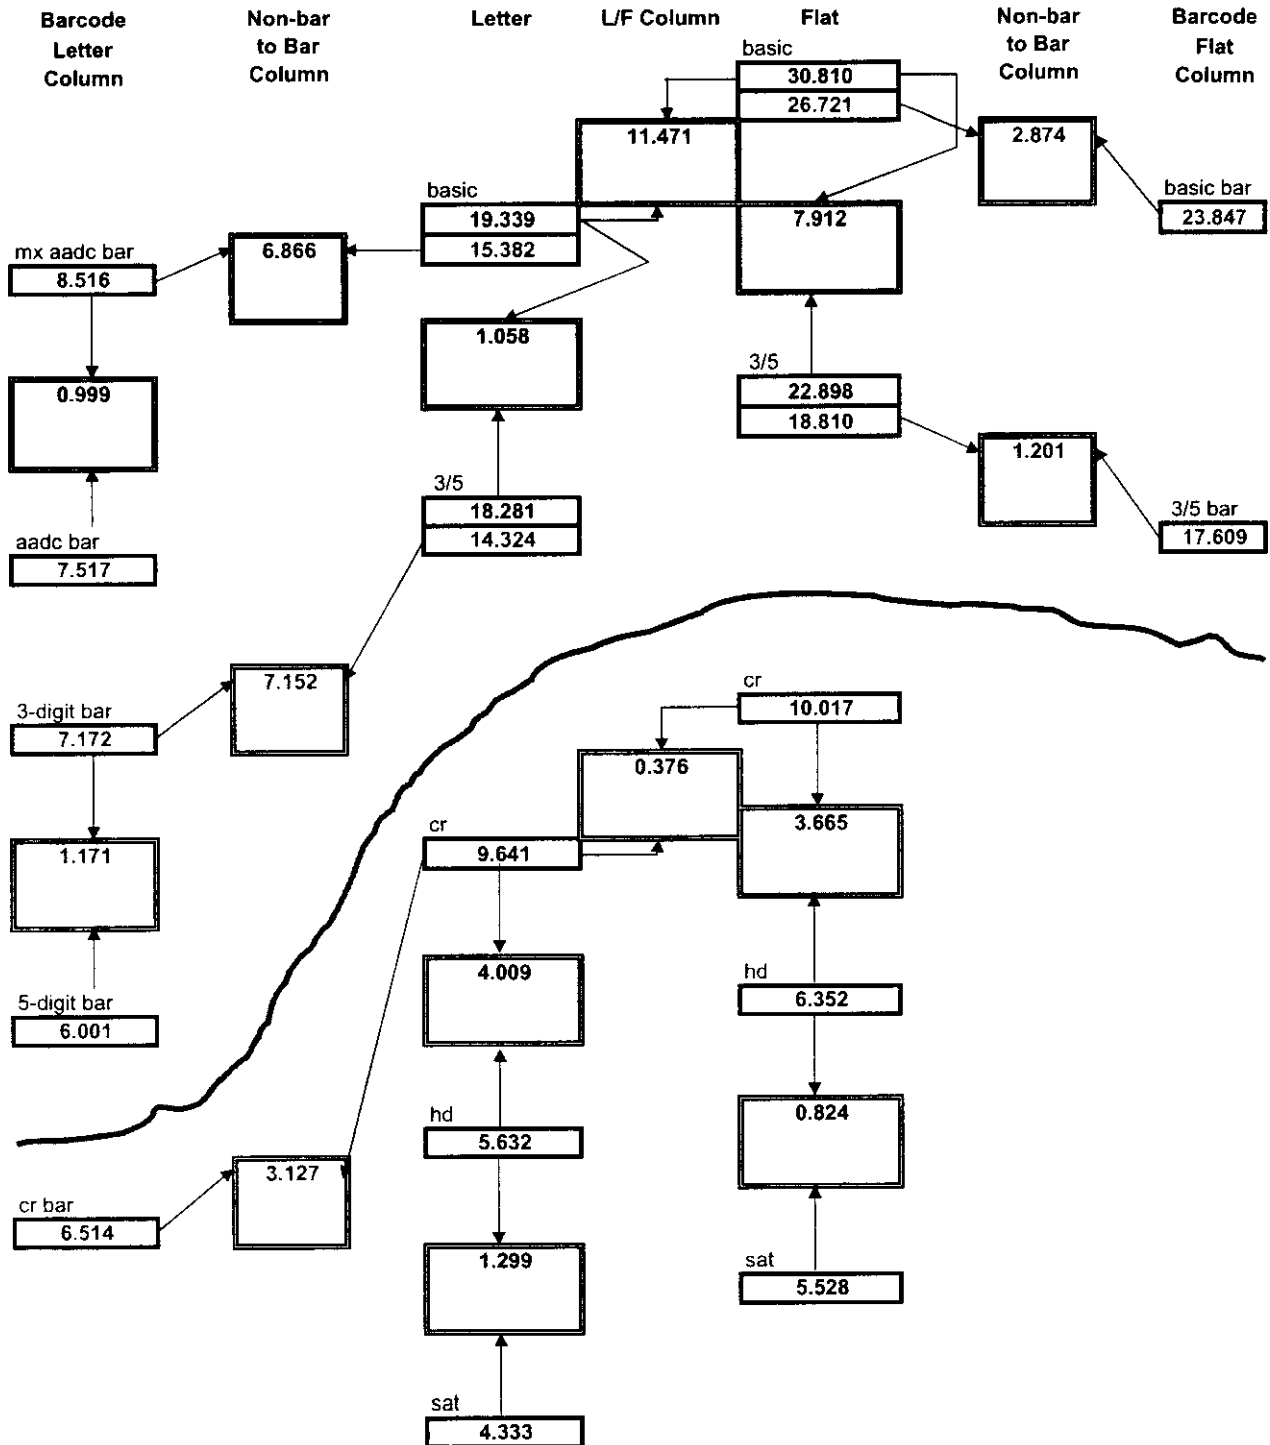 Barcode Letter Column
Non-bar to Bar Column
Letter
L/F Column
Flat
Non-bar to Bar Column
Barcode Flat Column
basic
30.810
26.721
11.471
2.874
basic
19.339
15.382
7.912
basic bar
23.847
mx aadc bar
8.516
6.866
1.058
3/5
22.898
18.810
0.999
1.201
3/5
18.281
14.324
3/5 bar
17.609
aadc bar
7.517
7.152
cr
10.017
3-digit bar
7.172
0.376
3.665
cr
9.641
1.171
4.009
hd
6.352
5-digit bar
6.001
0.824
hd
5.632
3.127
cr bar
6.514
1.299
sat
5.528
sat
4.333